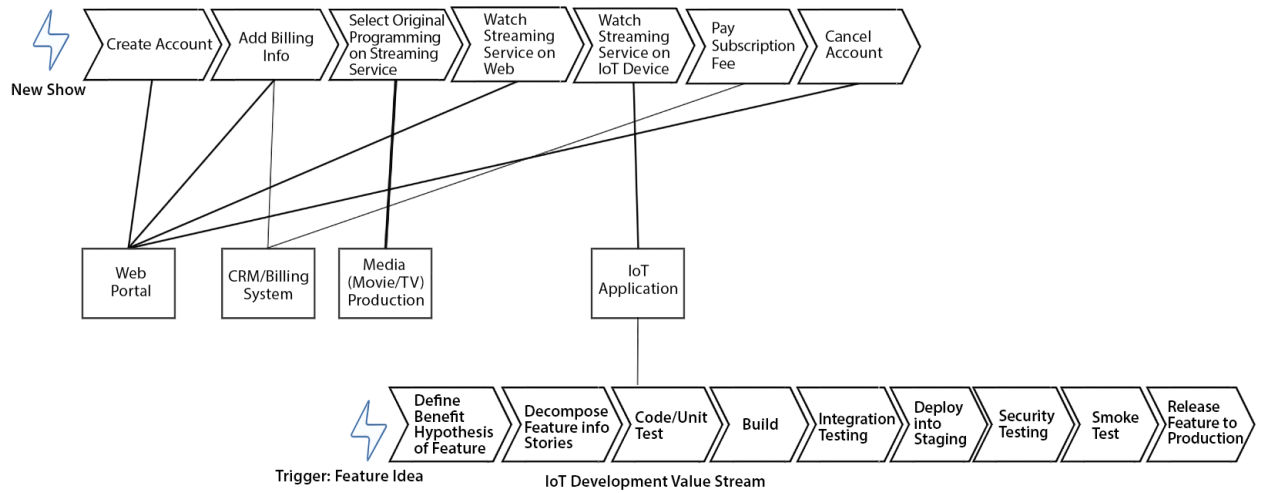 New Show
Create Account
Add Billing
Info
Select Original
Programming
on Streaming
Service
Watch
Streaming
Service on
Web
Watch
Streaming
Service on
IoT Device
Pay
Subscription
Fee
Cancel
Account
Web
Portal
CRM/Billing
System
Media
(Movie/TV)
Production
IoT
Application
Trigger: Feature Idea
Define
Benefit
Hypothesis
of Feature
Decompose
Feature info
Stories
Code/Unit
Test
Build
Integration
Testing
Deploy
into
Staging
Security
Testing
Smoke
Test
Release
Feature to
Production
IoT Development Value Stream